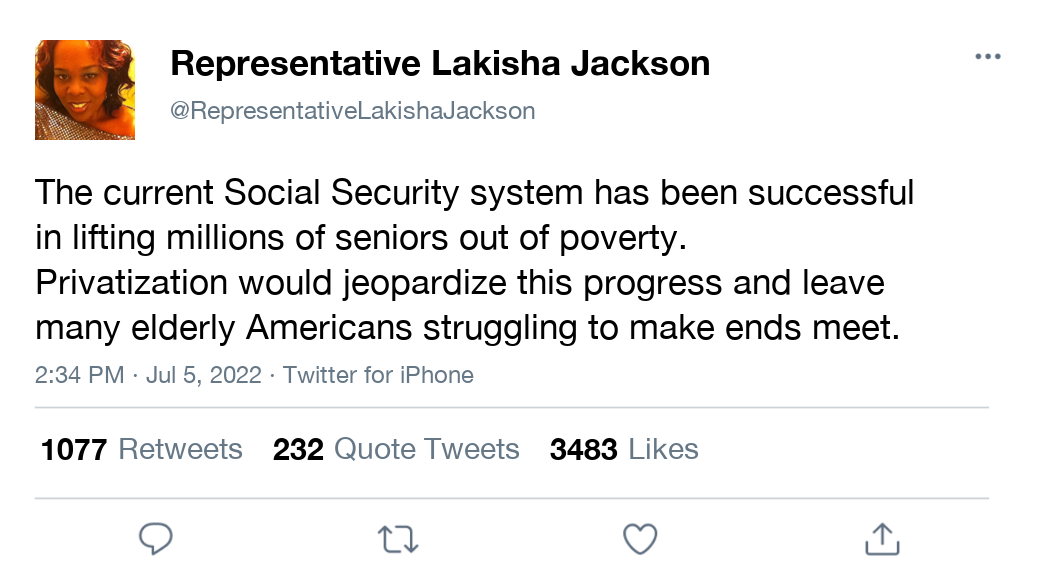 Representative Lakisha Jackson
@RepresentativeLakishaJackson
The current Social Security system has been successful
in lifting millions of seniors out of poverty.
Privatization would jeopardize this progress and leave
many elderly Americans struggling to make ends meet.
2:34 PM · Jul 5, 2022 · Twitter for iPhone
1077 Retweets 232 Quote Tweets 3483 Likes